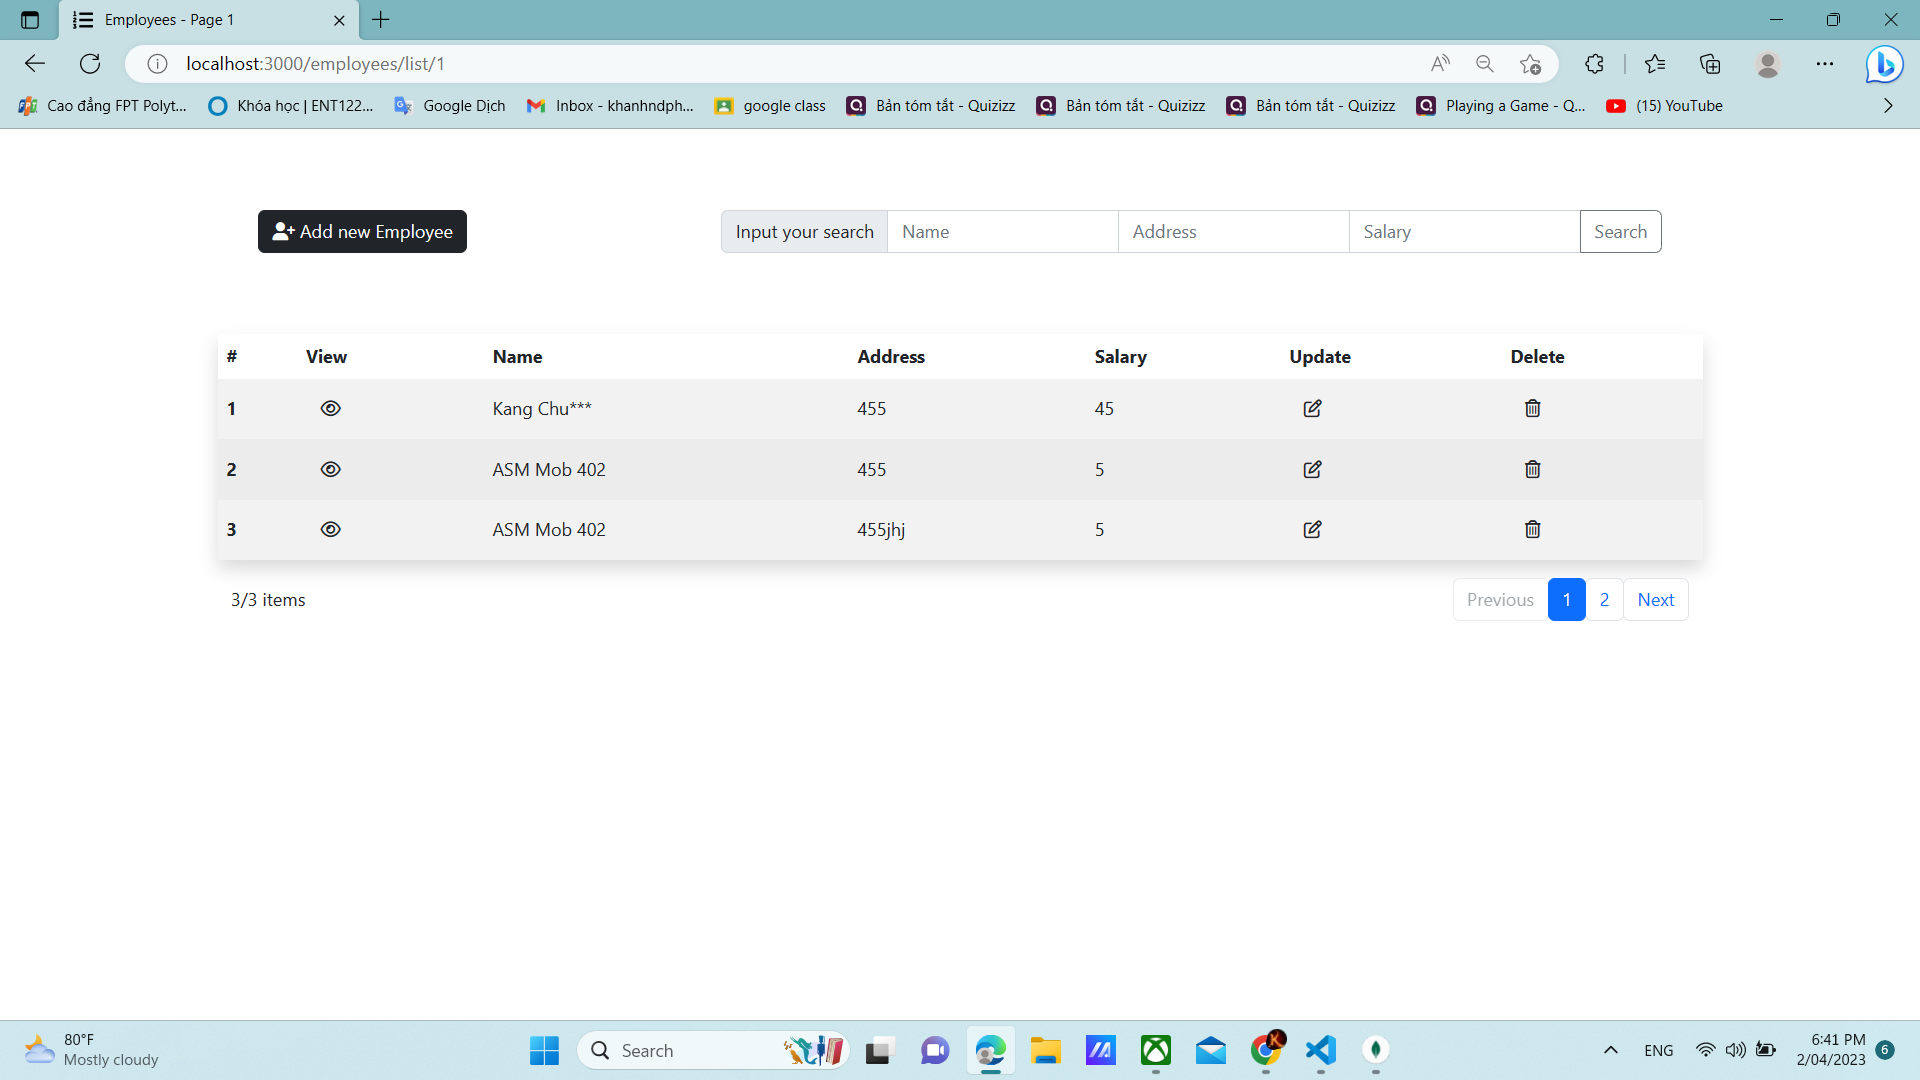 Employees - Page 1
localhost:3000/employees/list/1
Cao đẳng FPT Polyt... Khóa học | ENT122... Google Dịch Inbox - khanhndph... google class Bản tóm tắt - Quizizz Bản tóm tắt - Quizizz Bản tóm tắt - Quizizz Playing a Game - Q... (15) YouTube
Add new Employee Input your search Name Address Salary Search
# View Name Address Salary Update Delete
1 Kang Chu*** 455 45
2 ASM Mob 402 455 5
3 ASM Mob 402 455jhj 5
3/3 items Previous 1 2 Next
80°F
Mostly cloudy
Search
ENG
6:41 PM
2/04/2023
6